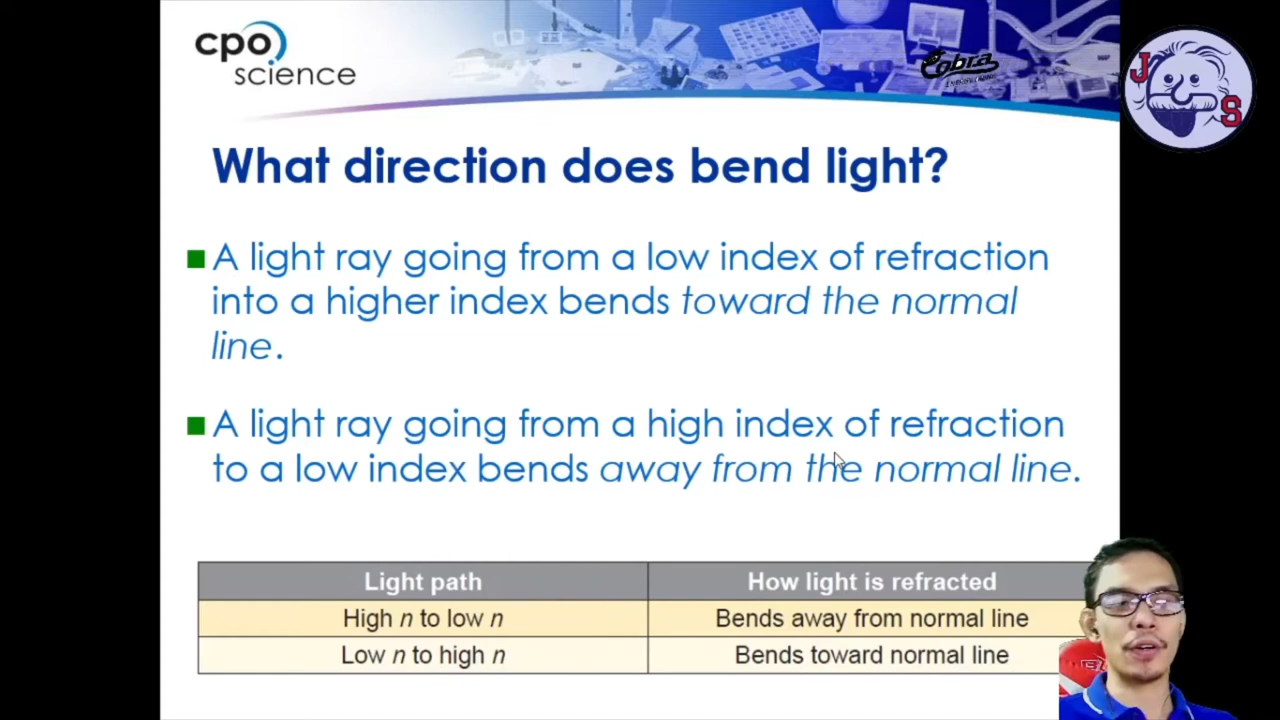 cpo
science
Cobra
J
S
What direction does bend light?
A light ray going from a low index of refraction
into a higher index bends toward the normal
line.
A light ray going from a high index of refraction
to a low index bends away from the normal line.
Light path How light is refracted
High n to low n Bends away from normal line
Low n to high n Bends toward normal line